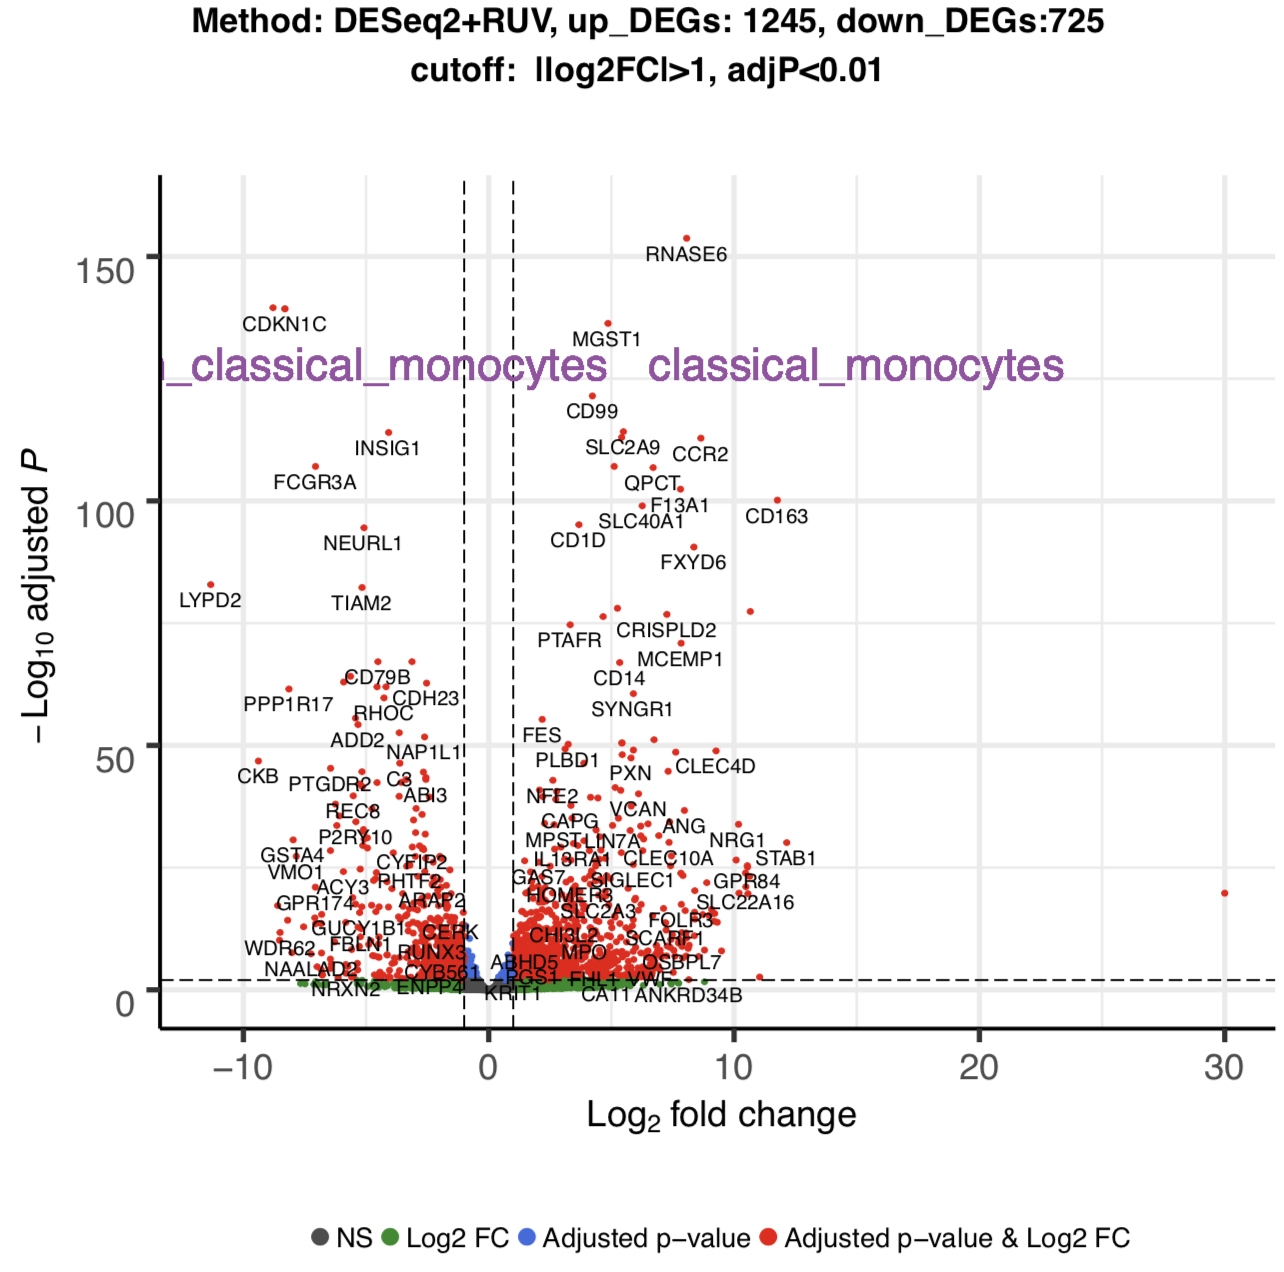 Method: DESeq2+RUV, up_DEGs: 1245, down_DEGs:725
cutoff: |log2FC|>1, adjP<0.01
RNASE6
150
CDKN1C
MGST1
_classical_monocytes classical_monocytes
CD99
INSIG1
SLC2A9
CCR2
FCGR3A
QPCT
F13A1
100
SLC40A1
CD163
CD1D
NEURL1
FXYD6
LYPD2
TIAM2
CRISPLD2
PTAFR
MCEMP1
CD79B
CD14
PPP1R17
CDH23
RHOC
SYNGR1
ADD2
FES
NAP1L1
50
PLBD1
CLEC4D
CKB
PXN
PTGDR2
C3
ABI3
NFE2
REC8
VCAN
CAPG
ANG
P2RY10
MPST
LIN7A
NRG1
GSTA4
CYFIP2
IL13RA1
CLEC10A
STAB1
VMO1
PHTF2
GAS7
SIGLEC1
GPR84
ACY3
HOMER3
GPR174
ARAP2
SLC22A16
SLC2A3
FOLR3
GUCY1B1
CERK
CHI3L2
SCARF1
WDR62
FBLN1
RUNX3
MPO
ABHD5
OSBPL7
NAALAD2
CYB561
PGS1
FHL1
VWF
NRXN2
ENPP4
KRIT1
CA11
ANKRD34B
0
−10
0
10
20
30
− Log10 adjusted P
Log2 fold change
NS
Log2 FC
Adjusted p−value
Adjusted p−value & Log2 FC